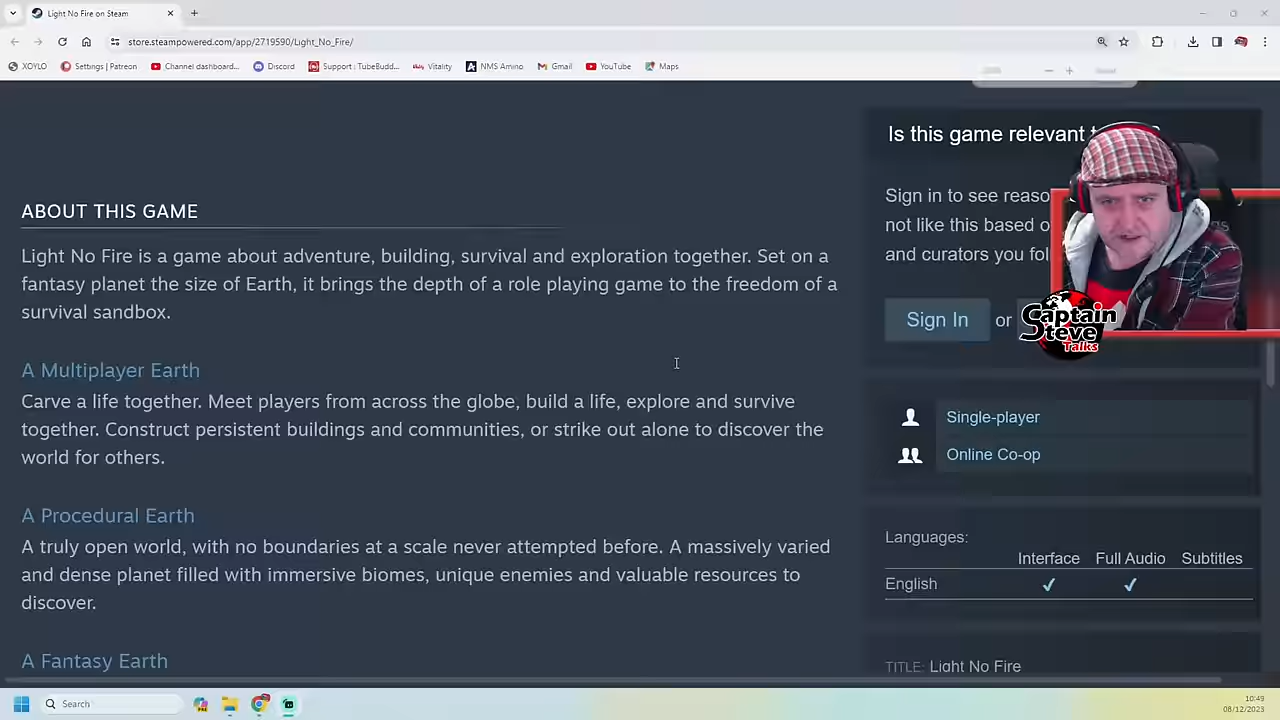 Light No Fire on Steam
store.steampowered.com/app/2719590/Light_No_Fire/
XOYLO
Settings | Patreon
Channel dashboard...
Discord
Support : TubeBudd...
Vitality
NMS Amino
Gmail
YouTube
Maps
ABOUT THIS GAME
Light No Fire is a game about adventure, building, survival and exploration together. Set on a
fantasy planet the size of Earth, it brings the depth of a role playing game to the freedom of a
survival sandbox.
A Multiplayer Earth
Carve a life together. Meet players from across the globe, build a life, explore and survive
together. Construct persistent buildings and communities, or strike out alone to discover the
world for others.
A Procedural Earth
A truly open world, with no boundaries at a scale never attempted before. A massively varied
and dense planet filled with immersive biomes, unique enemies and valuable resources to
discover.
A Fantasy Earth
Is this game relevant
Sign in to see reaso
not like this based o
and curators you fol
Sign In or
Captain
Steve
Talks
Single-player
Online Co-op
Languages:
Interface Full Audio Subtitles
English ✓ ✓
TITLE: Light No Fire
Search
10:49
08/12/2023